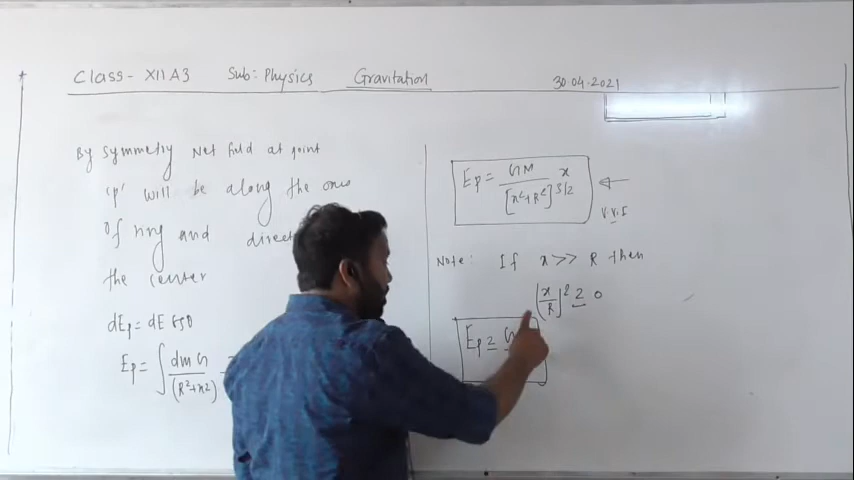 Class- XII A3 Sub: Physics Gravitation 30-04-2021
By symmetry Net field at point
'p' will be along the
of ring and
the center
dEp = dE
Ep = ∫ dm G / (R²+x²)
Ep = GM x / [x²+R²]^3/2
V.V.I
Note: If x >> R then
[x/R]² ≃ 0
Ep ≃ G